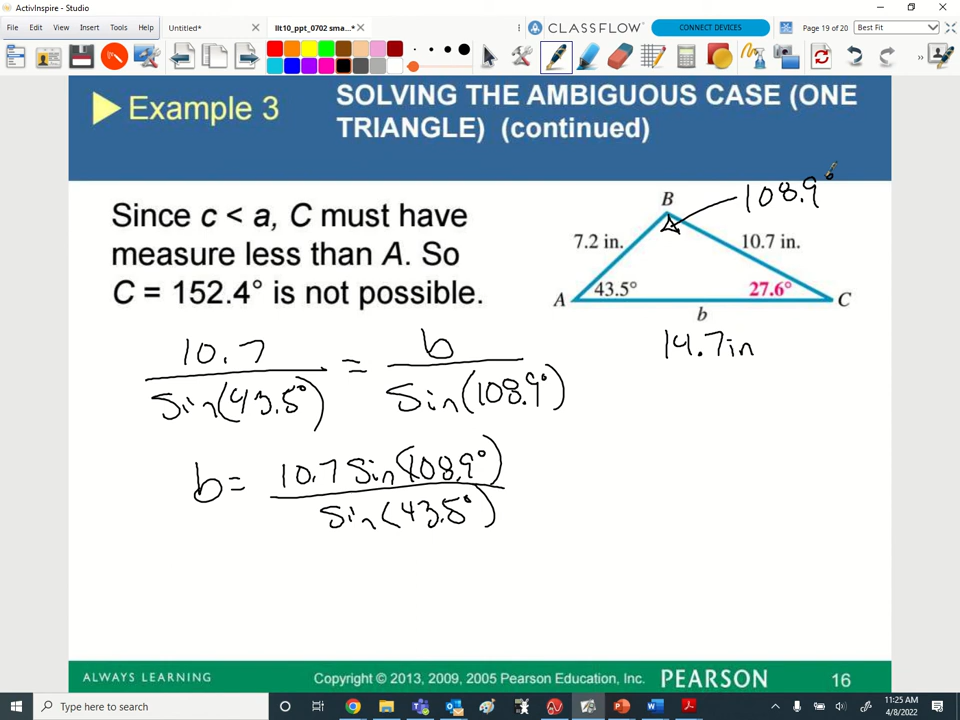 ActivInspire - Studio
File Edit View Insert Tools Help
Untitled*
llt10_ppt_0702 sma...*
CLASSFLOW
CONNECT DEVICES
Page 19 of 20
Best Fit
Example 3
SOLVING THE AMBIGUOUS CASE (ONE
TRIANGLE) (continued)
Since c < a, C must have
measure less than A. So
C = 152.4° is not possible.
108.9°
B
7.2 in.
10.7 in.
A
43.5°
27.6°
C
b
14.7in
10.7 / sin(43.5°) = b / sin(108.9°)
b = 10.7 sin(108.9°) / sin(43.5°)
ALWAYS LEARNING
Copyright © 2013, 2009, 2005 Pearson Education, Inc.
PEARSON
16
Type here to search
11:25 AM
4/8/2022